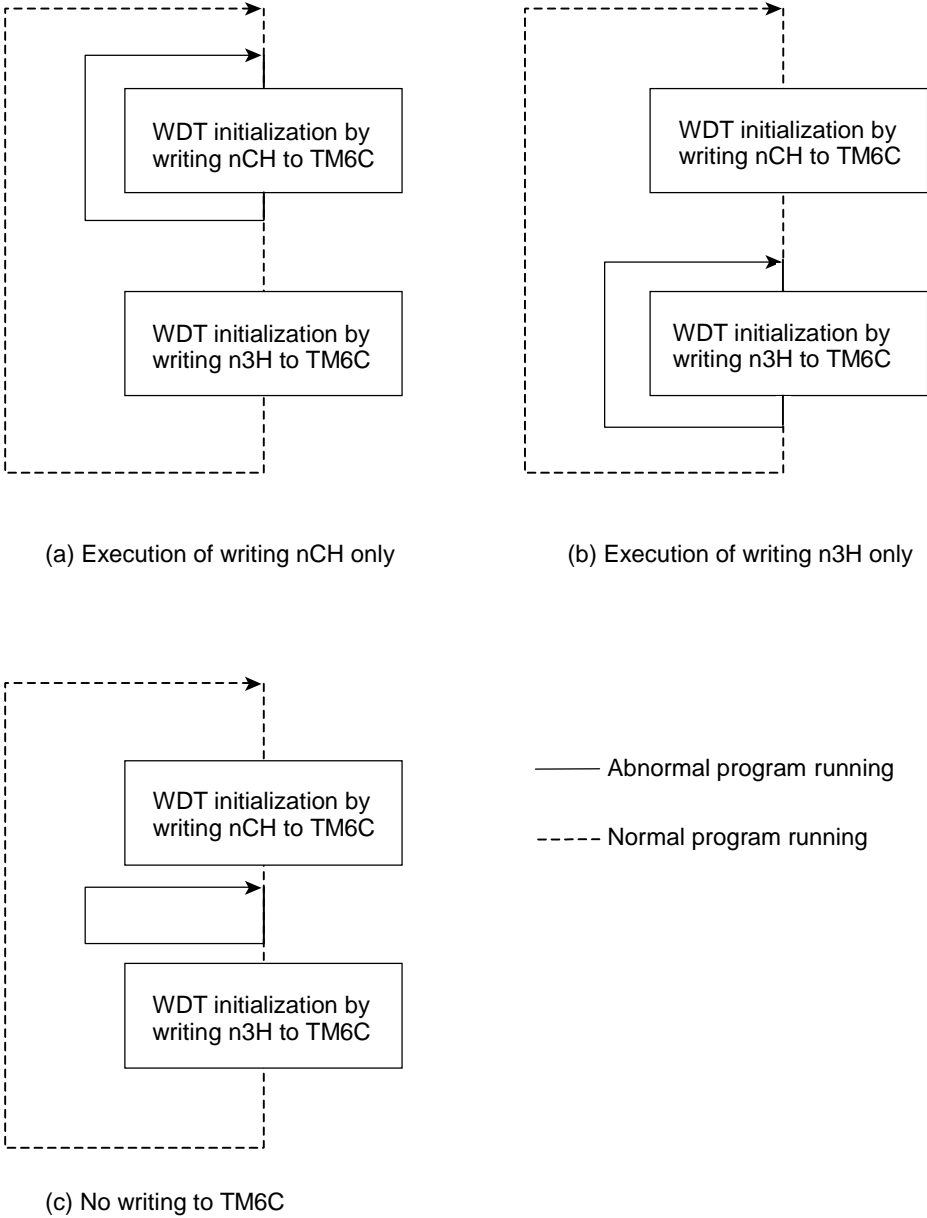 WDT initialization by
writing nCH to TM6C
WDT initialization by
writing n3H to TM6C
(a) Execution of writing nCH only
WDT initialization by
writing nCH to TM6C
WDT initialization by
writing n3H to TM6C
(b) Execution of writing n3H only
WDT initialization by
writing nCH to TM6C
WDT initialization by
writing n3H to TM6C
(c) No writing to TM6C
Abnormal program running
Normal program running